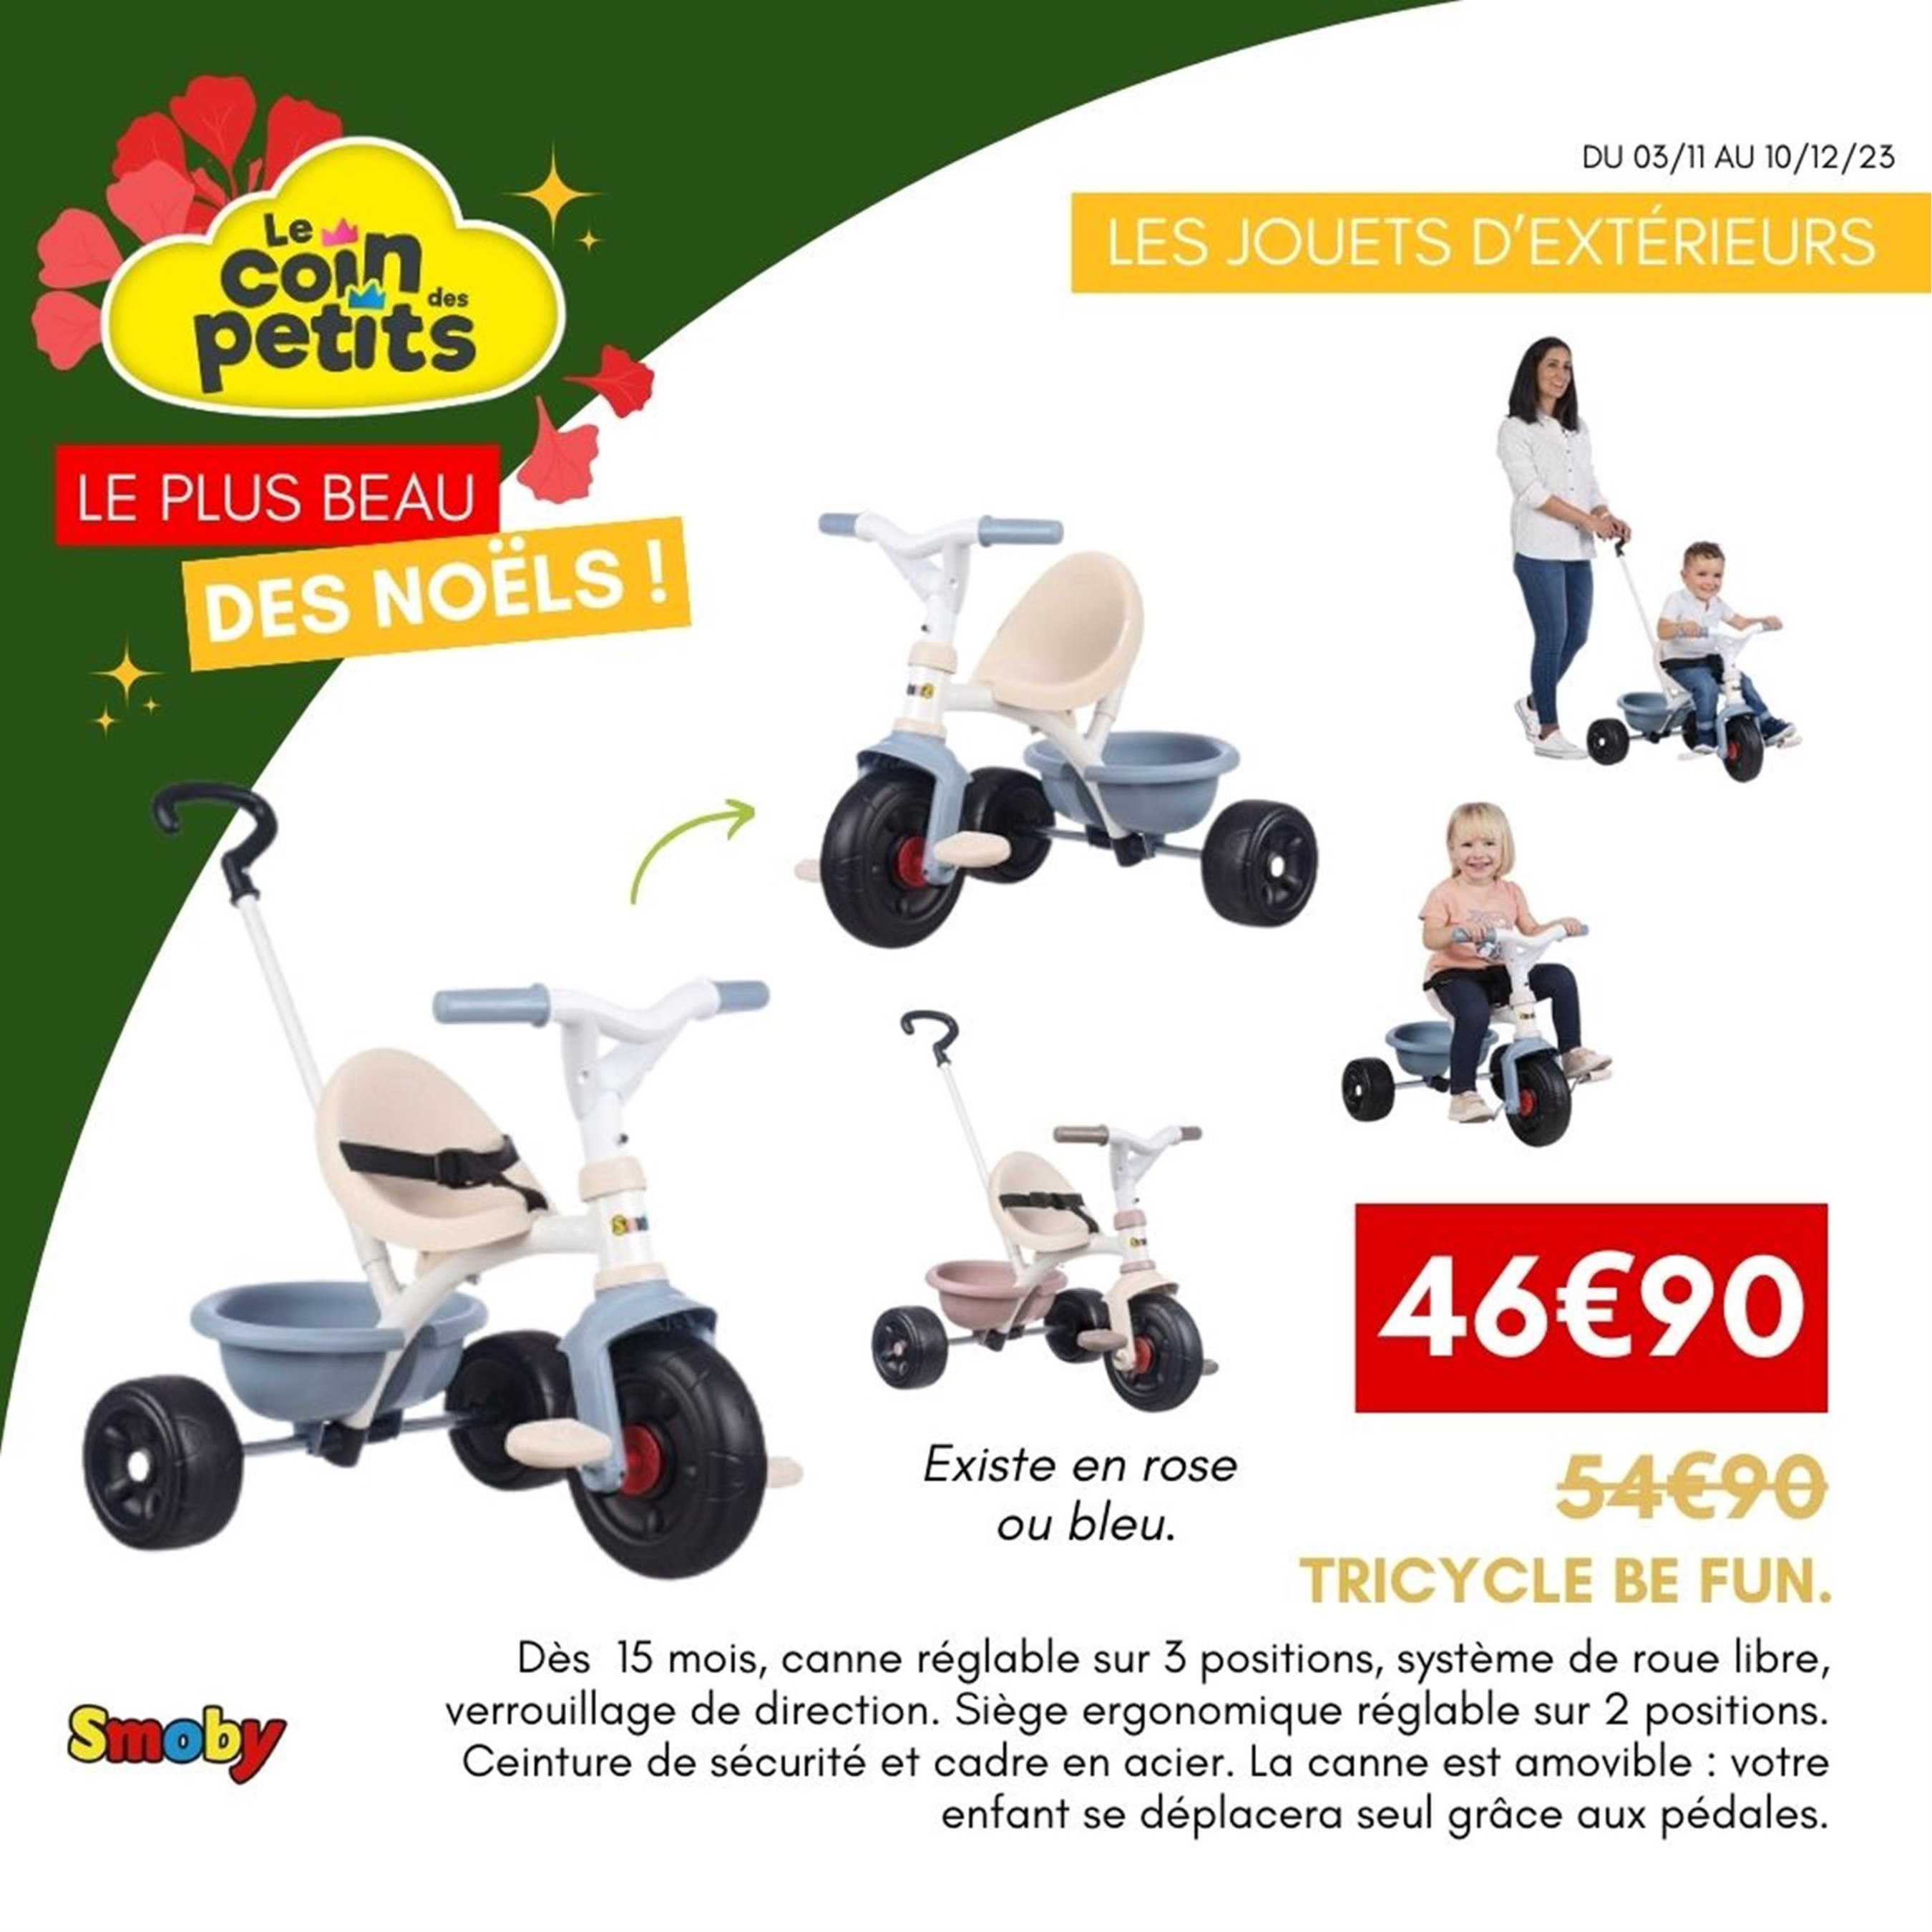 Le
coin
des
petits
LE PLUS BEAU
DES NOËLS !
DU 03/11 AU 10/12/23
LES JOUETS D'EXTÉRIEURS
Existe en rose
ou bleu.
46€90
54€90
TRICYCLE BE FUN.
Dès 15 mois, canne réglable sur 3 positions, système de roue libre,
verrouillage de direction. Siège ergonomique réglable sur 2 positions.
Ceinture de sécurité et cadre en acier. La canne est amovible : votre
enfant se déplacera seul grâce aux pédales.
Smoby